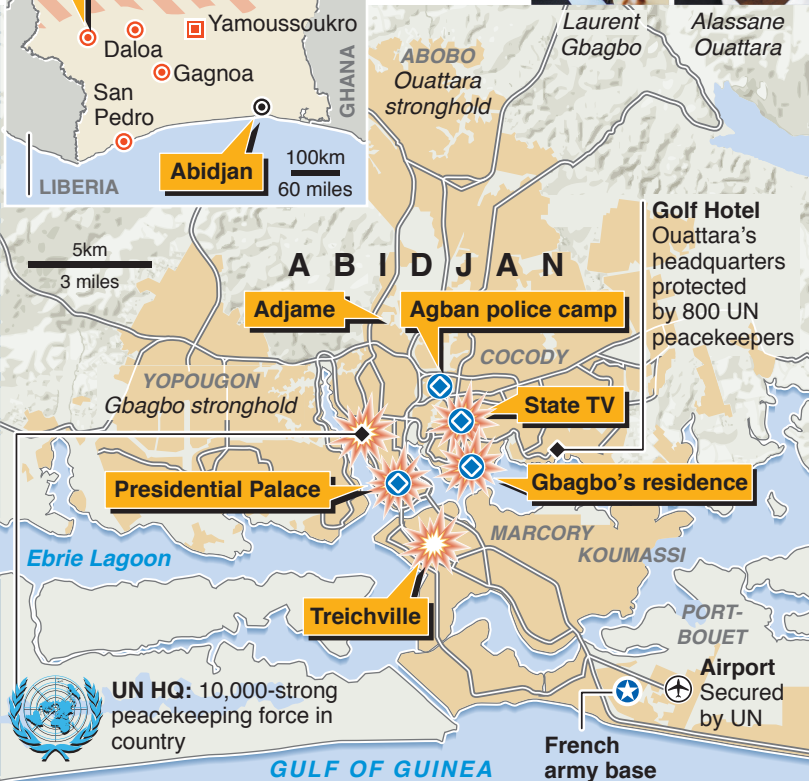 Yamoussoukro
Daloa
Gagnoa
San
Pedro
GHANA
Abidjan
100km
60 miles
LIBERIA
Laurent
Gbagbo
Alassane
Ouattara
ABOBO
Ouattara
stronghold
5km
3 miles
ABIDJAN
Golf Hotel
Ouattara's
headquarters
protected
by 800 UN
peacekeepers
Adjame
Agban police camp
COCODY
YOPOUGON
Gbagbo stronghold
State TV
Presidential Palace
Gbagbo's residence
MARCORY
KOUMASSI
Ebrie Lagoon
Treichville
PORT-
BOUET
UN HQ: 10,000-strong
peacekeeping force in
country
Airport
Secured
by UN
French
army base
GULF OF GUINEA